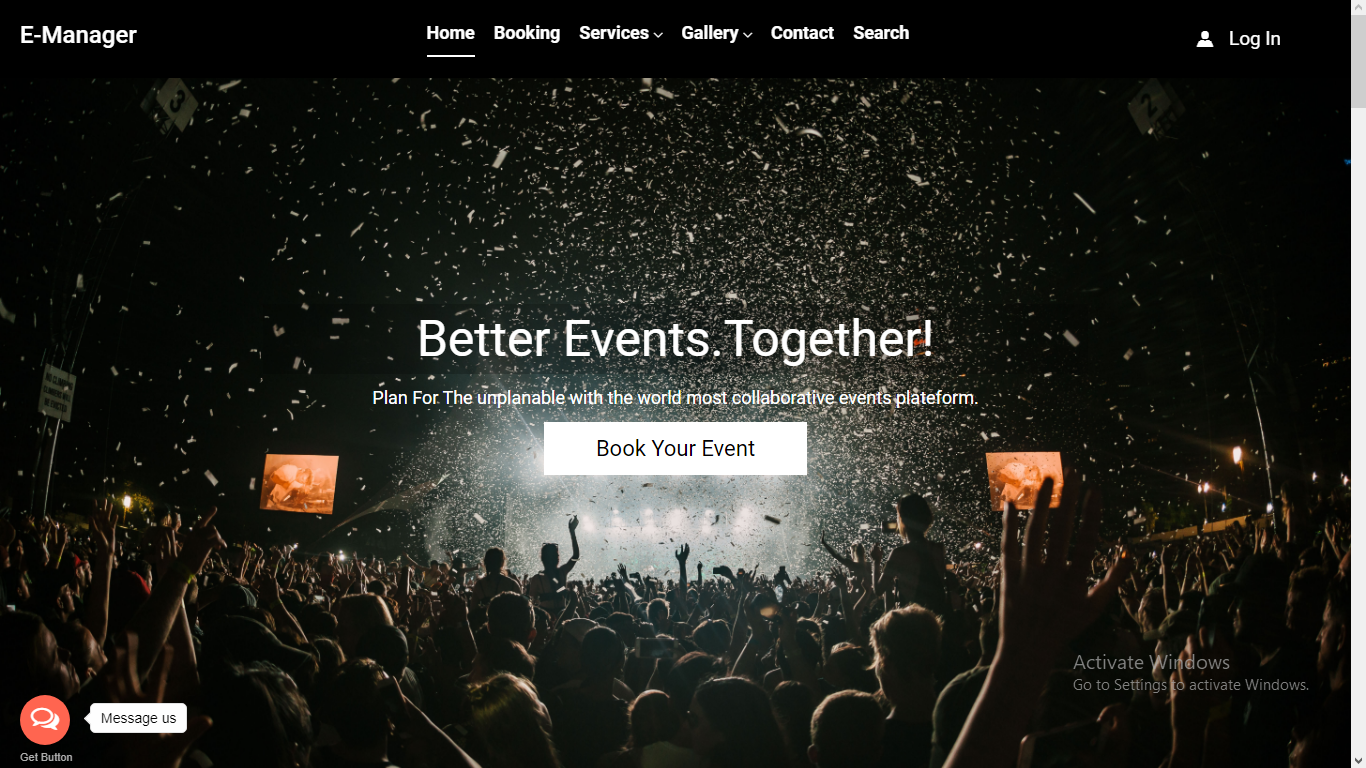 E-Manager
Home Booking Services Gallery Contact Search
Log In
3
2
Better Events.Together!
Plan For The unplanable with the world most collaborative events plateform.
Book Your Event
Activate Windows
Go to Settings to activate Windows.
Message us
Get Button